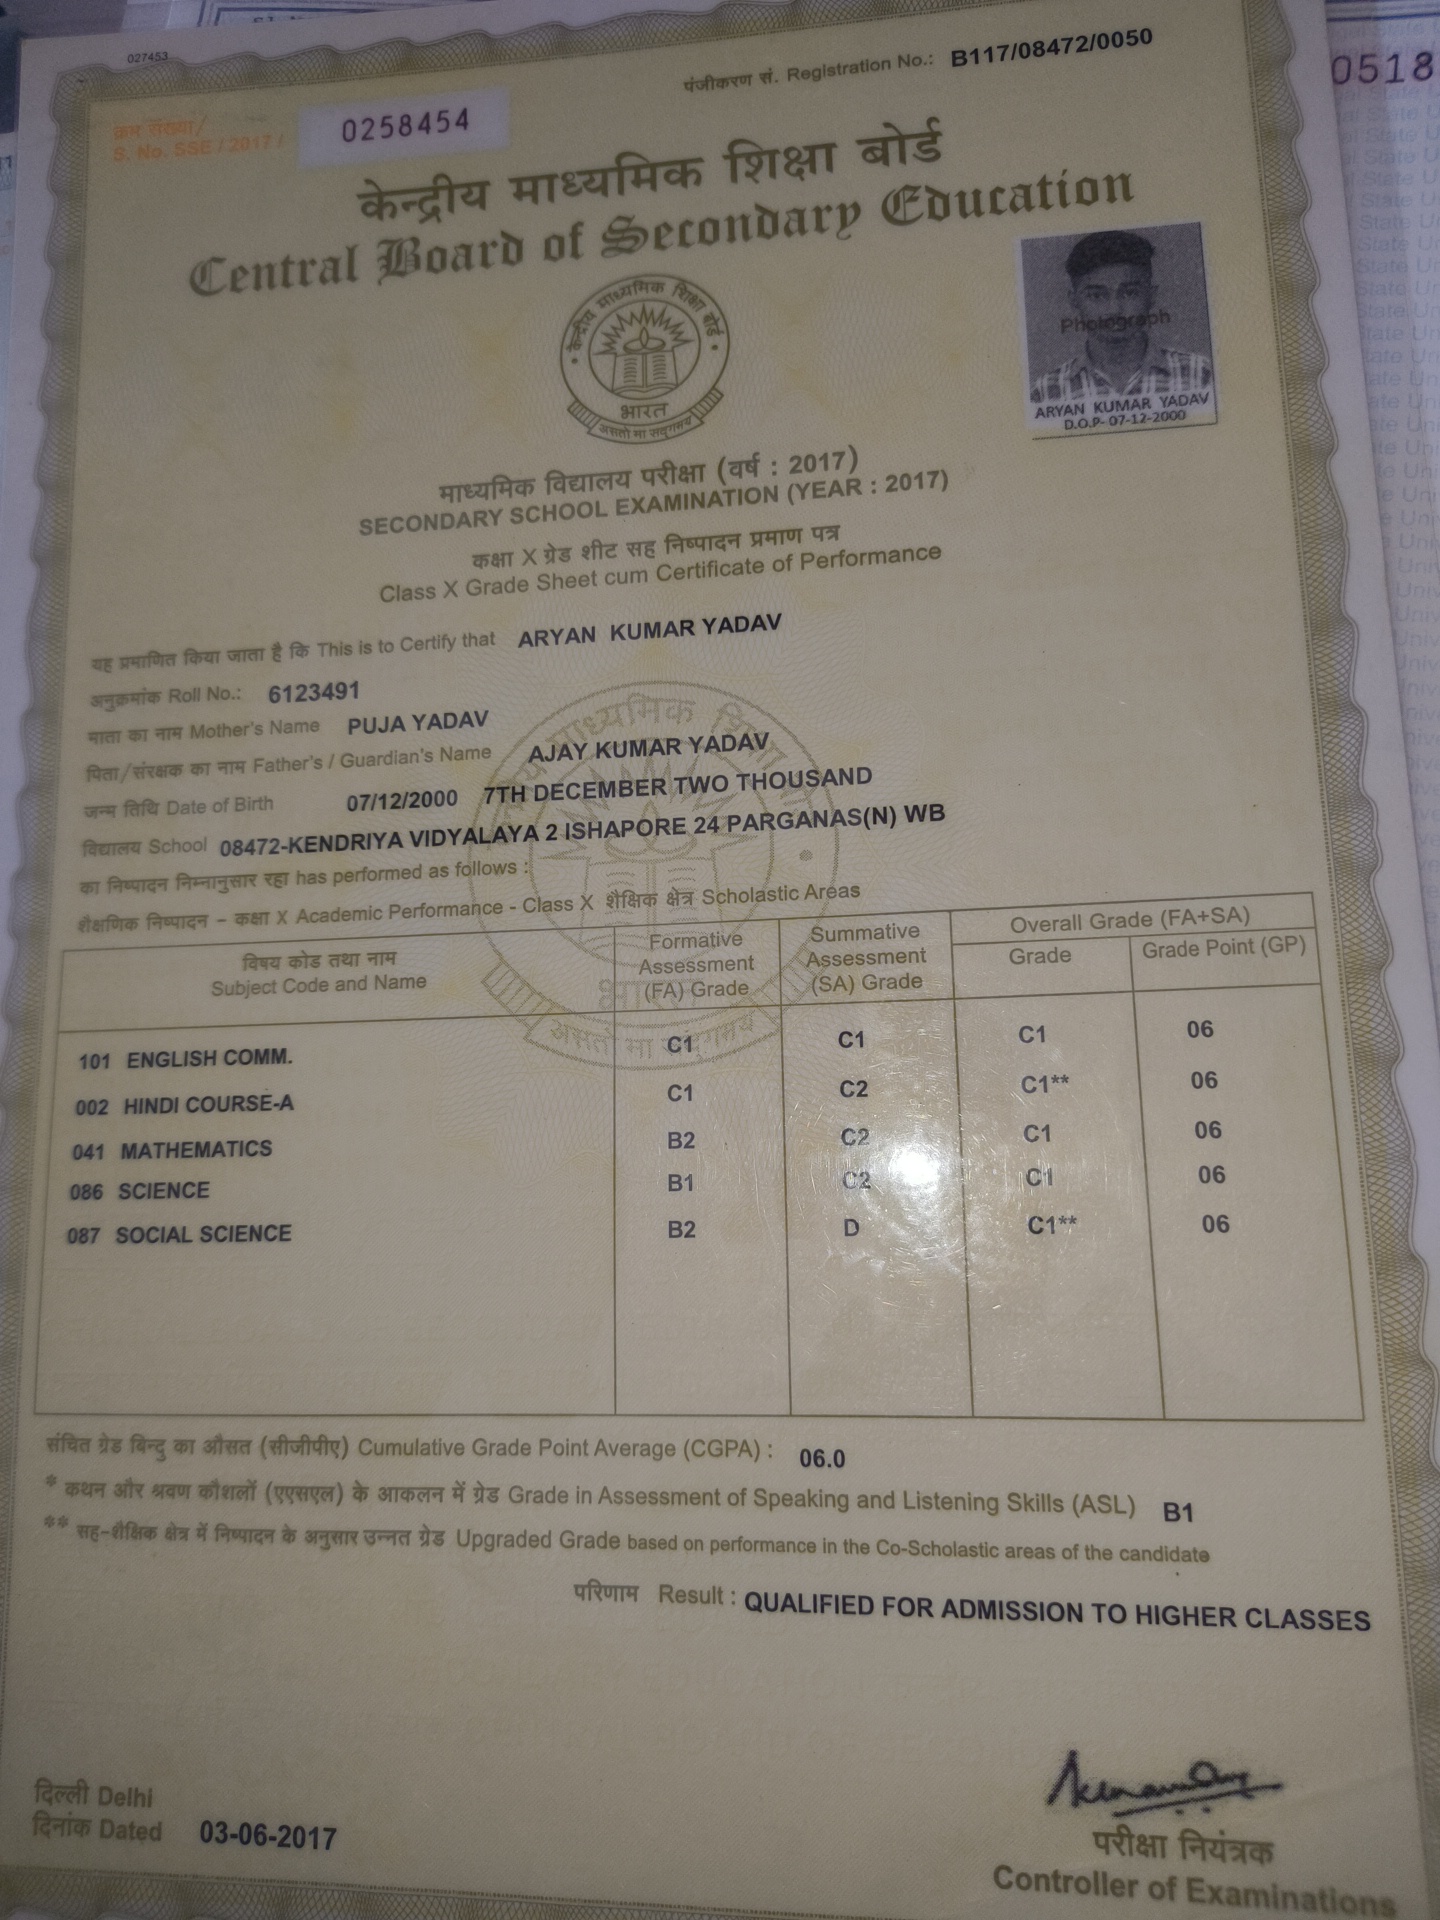 027453
पंजीकरण सं. Registration No.: B117/08472/0050
0518
क्रम संख्या/
S. No. SSE / 2017 / 0258454
केन्द्रीय माध्यमिक शिक्षा बोर्ड
Central Board of Secondary Education
केन्द्रीय माध्यमिक शिक्षा बोर्ड
भारत
असतो मा सद्गमय
Photograph
ARYAN KUMAR YADAV
D.O.P- 07-12-2000
माध्यमिक विद्यालय परीक्षा (वर्ष : 2017)
SECONDARY SCHOOL EXAMINATION (YEAR : 2017)
कक्षा X ग्रेड शीट सह निष्पादन प्रमाण पत्र
Class X Grade Sheet cum Certificate of Performance
यह प्रमाणित किया जाता है कि This is to Certify that ARYAN KUMAR YADAV
अनुक्रमांक Roll No.: 6123491
माता का नाम Mother's Name PUJA YADAV
पिता/संरक्षक का नाम Father's / Guardian's Name AJAY KUMAR YADAV
जन्म तिथि Date of Birth 07/12/2000 7TH DECEMBER TWO THOUSAND
विद्यालय School 08472-KENDRIYA VIDYALAYA 2 ISHAPORE 24 PARGANAS(N) WB
का निष्पादन निम्नानुसार रहा has performed as follows :
शैक्षणिक निष्पादन - कक्षा X Academic Performance - Class X शैक्षिक क्षेत्र Scholastic Areas
विषय कोड तथा नाम
Subject Code and Name
Formative
Assessment
(FA) Grade
Summative
Assessment
(SA) Grade
Overall Grade (FA+SA)
Grade Grade Point (GP)
101 ENGLISH COMM. C1 C1 C1 06
002 HINDI COURSE-A C1 C2 C1** 06
041 MATHEMATICS B2 C2 C1 06
086 SCIENCE B1 C2 C1 06
087 SOCIAL SCIENCE B2 D C1** 06
संचित ग्रेड बिन्दु का औसत (सीजीपीए) Cumulative Grade Point Average (CGPA) : 06.0
* कथन और श्रवण कौशलों (एएसएल) के आकलन में ग्रेड Grade in Assessment of Speaking and Listening Skills (ASL) B1
** सह-शैक्षिक क्षेत्र में निष्पादन के अनुसार उन्नत ग्रेड Upgraded Grade based on performance in the Co-Scholastic areas of the candidate
परिणाम Result : QUALIFIED FOR ADMISSION TO HIGHER CLASSES
दिल्ली Delhi
दिनांक Dated 03-06-2017
परीक्षा नियंत्रक
Controller of Examinations